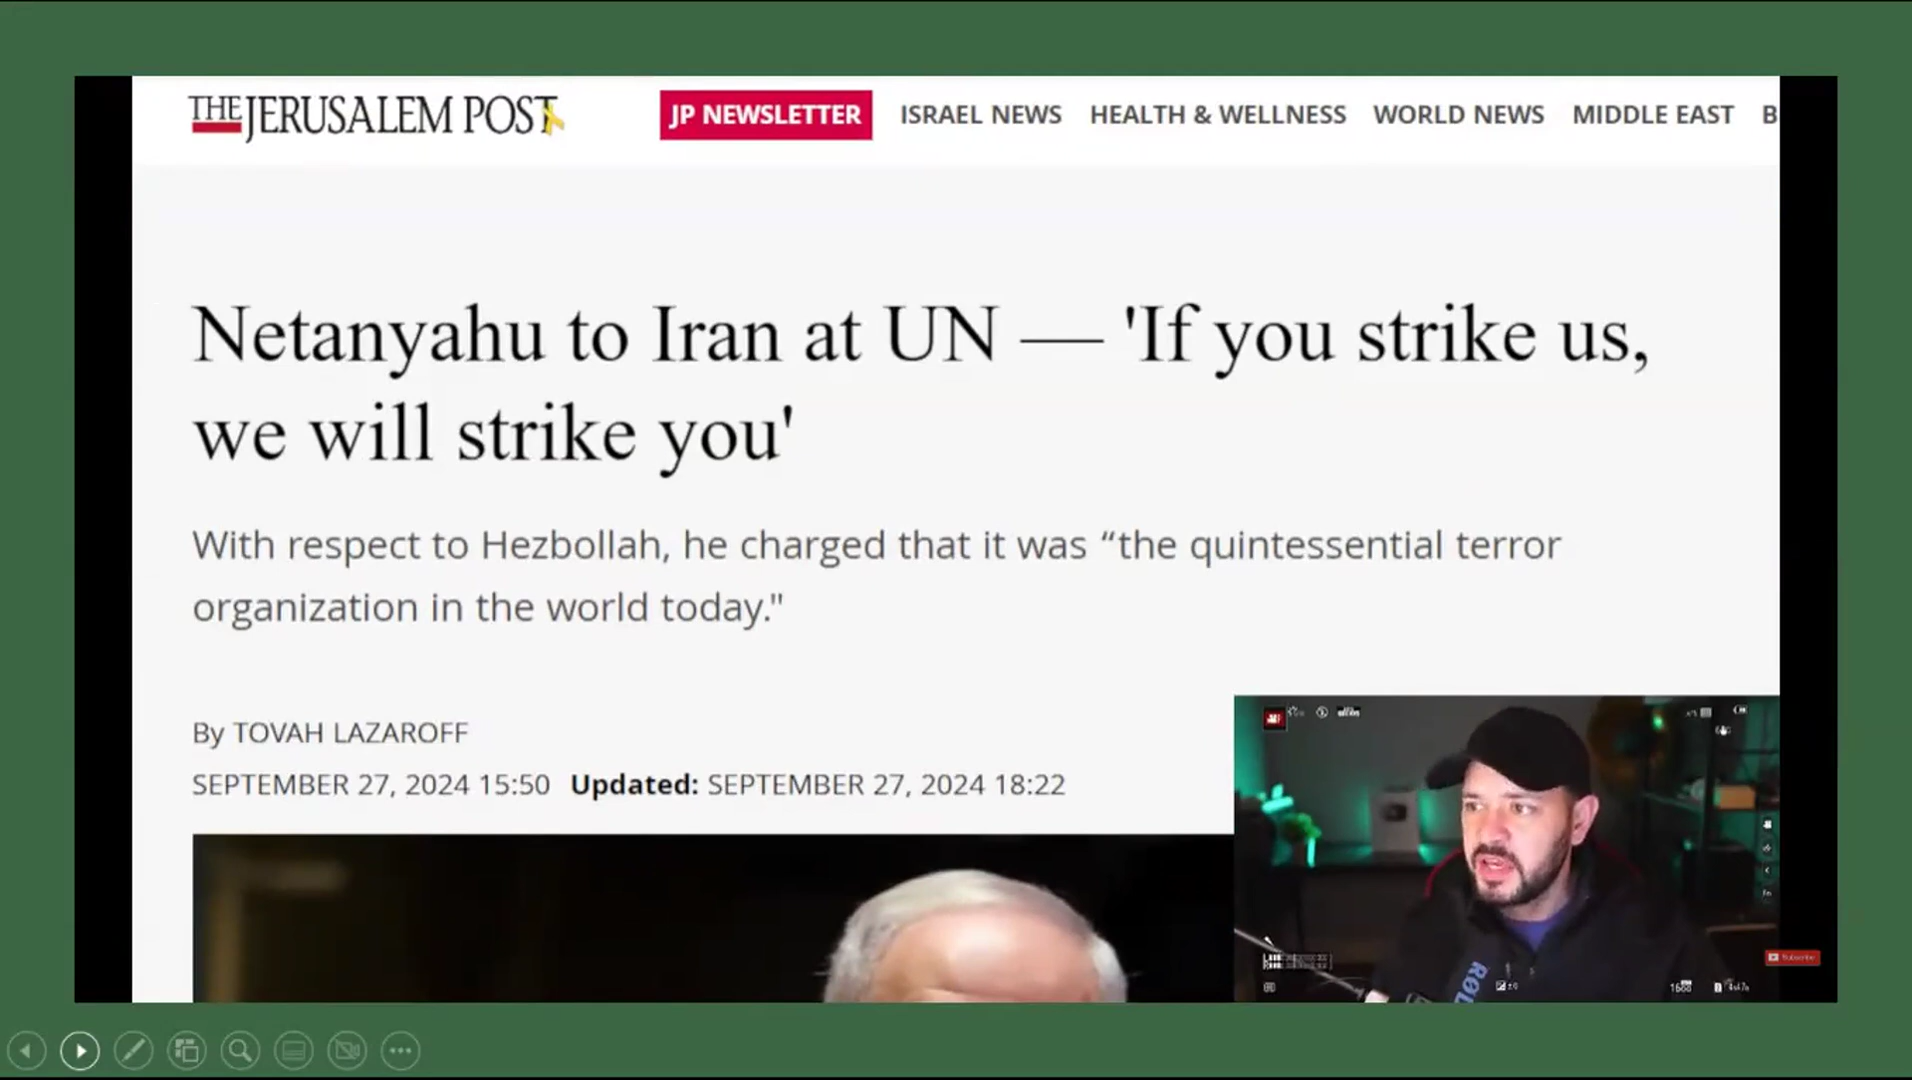 THE JERUSALEM POST
JP NEWSLETTER ISRAEL NEWS HEALTH & WELLNESS WORLD NEWS MIDDLE EAST B
Netanyahu to Iran at UN — 'If you strike us,
we will strike you'
With respect to Hezbollah, he charged that it was “the quintessential terror
organization in the world today."
By TOVAH LAZAROFF
SEPTEMBER 27, 2024 15:50 Updated: SEPTEMBER 27, 2024 18:22
Subscribe